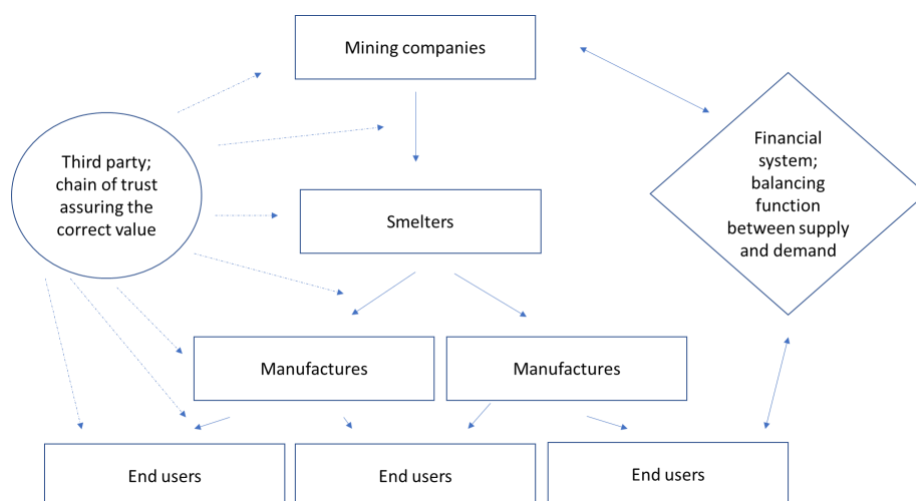 Mining companies
Third party;
chain of trust
assuring the
correct value
Financial
system;
balancing
function
between supply
and demand
Smelters
Manufactures
Manufactures
End users
End users
End users